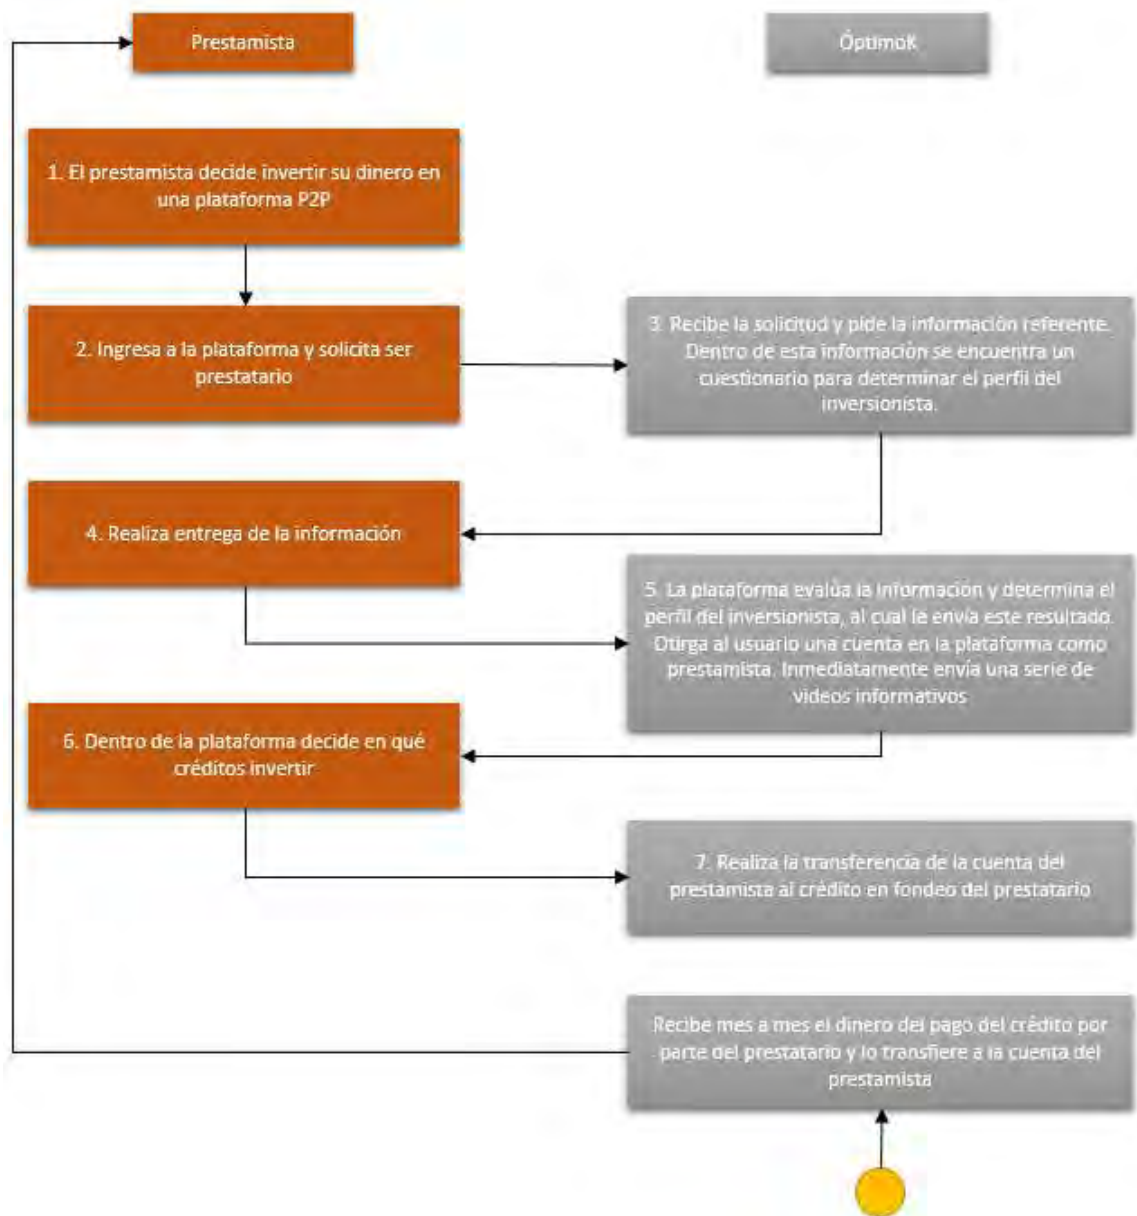 Prestamista
ÓptimoK
1. El prestamista decide invertir su dinero en
una plataforma P2P
2. Ingresa a la plataforma y solicita ser
prestatario
3. Recibe la solicitud y pide la información referente.
Dentro de esta información se encuentra un
cuestionario para determinar el perfil del
inversionista.
4. Realiza entrega de la información
5. La plataforma evalúa la información y determina el
perfil del inversionista, al cual le envía este resultado.
Otirga al usuario una cuenta en la plataforma como
prestamista. Inmediatamente envía una serie de
videos informativos
6. Dentro de la plataforma decide en qué
créditos invertir
7. Realiza la transferencia de la cuenta del
prestamista al crédito en fondeo del prestatario
Recibe mes a mes el dinero del pago del crédito por
parte del prestatario y lo transfiere a la cuenta del
prestamista